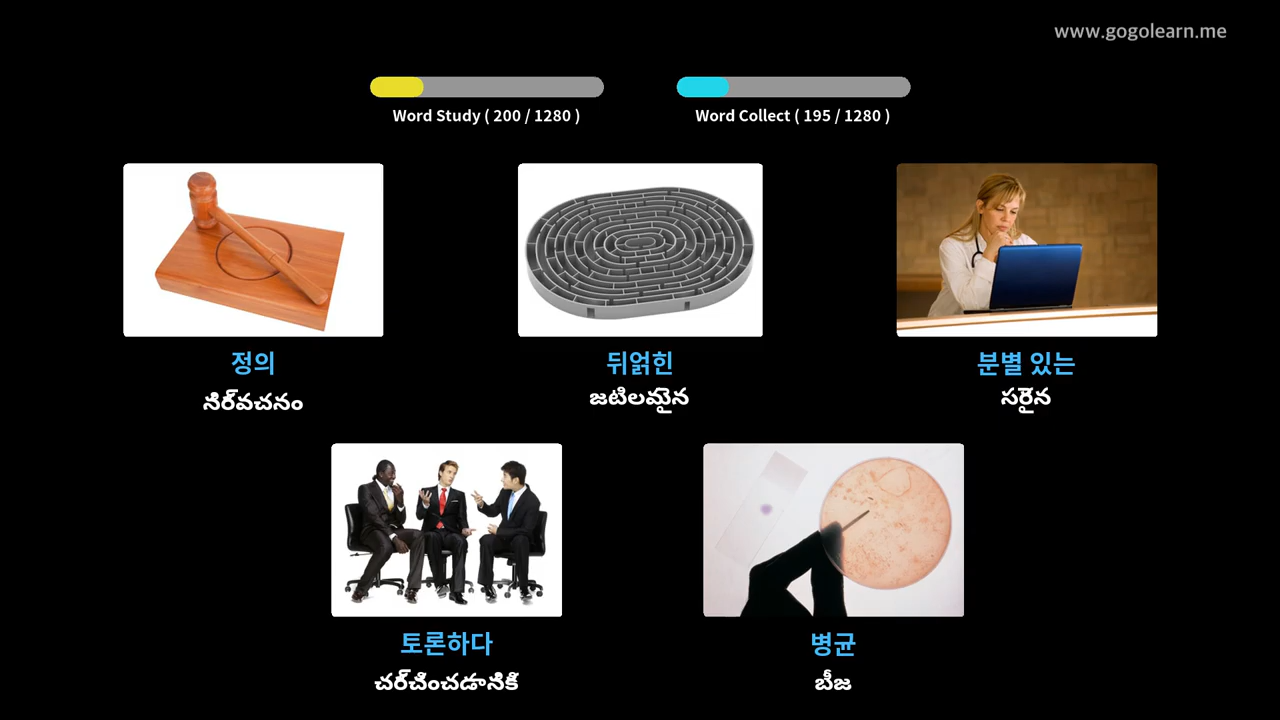 www.gogolearn.me
Word Study ( 200 / 1280 )
Word Collect ( 195 / 1280 )
정의
నిర్వచనం
뒤얽힌
జటిలమైన
분별 있는
సరైన
토론하다
చర్చించడానికి
병균
బీజ